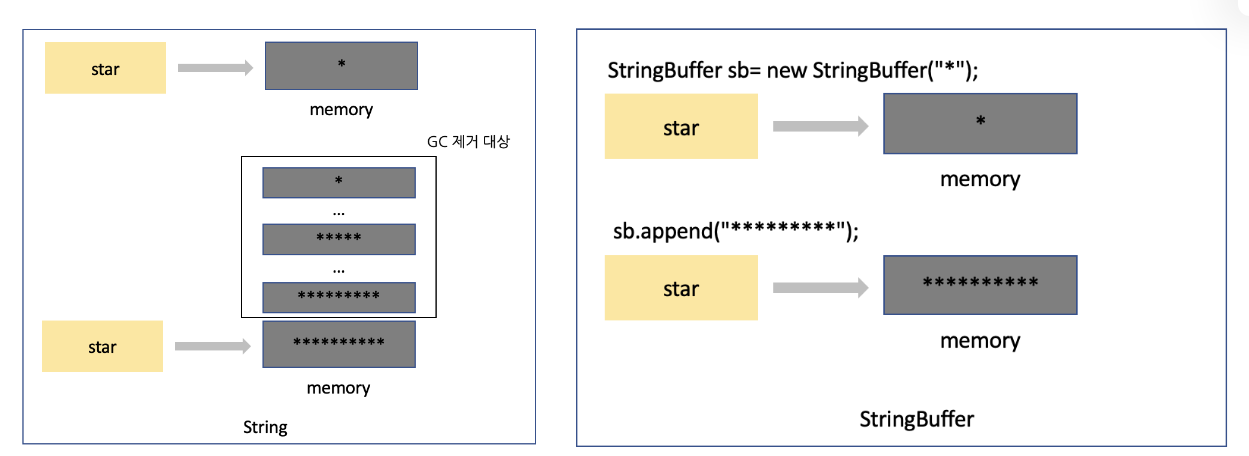 star
*
memory
GC 제거 대상
*
...
*****
...
*********
star
**********
memory
String
StringBuffer sb= new StringBuffer("*");
star
*
memory
sb.append("*********");
star
**********
memory
StringBuffer